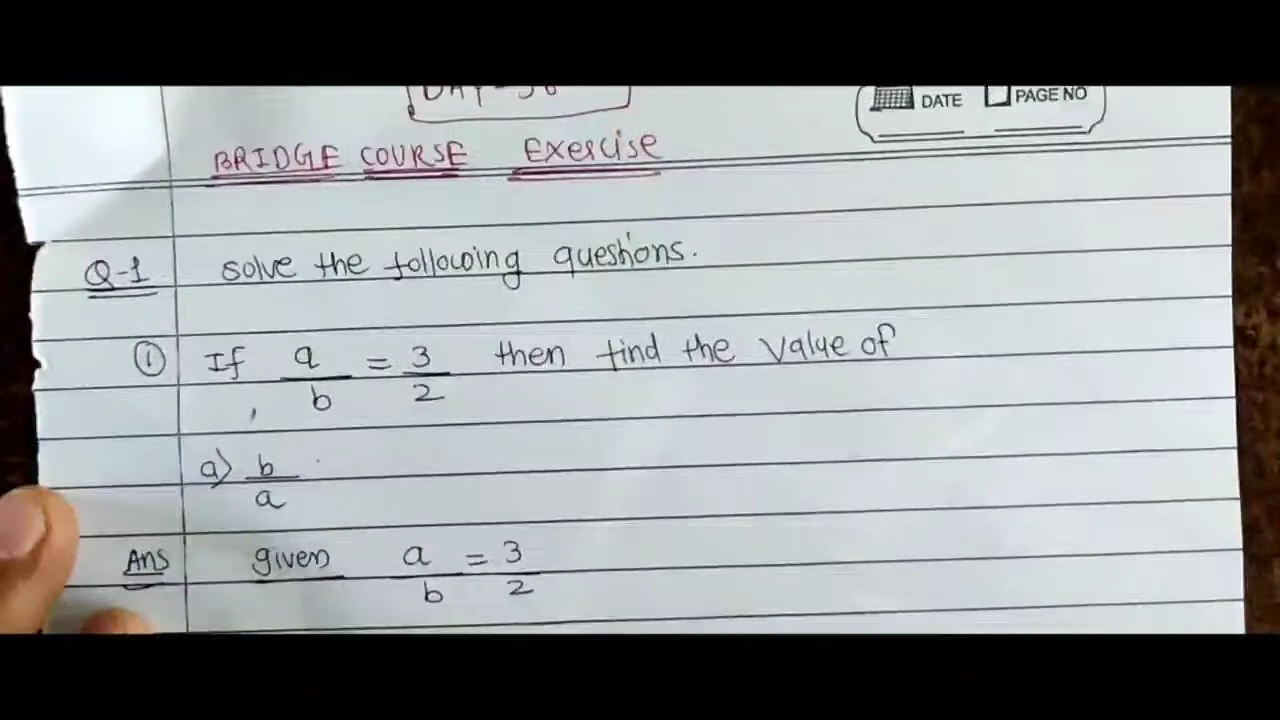 DATE PAGE NO
BRIDGE COURSE Exercise
Q-1 Solve the following questions.
① If a/b = 3/2 then find the value of
a) b/a
Ans given a/b = 3/2